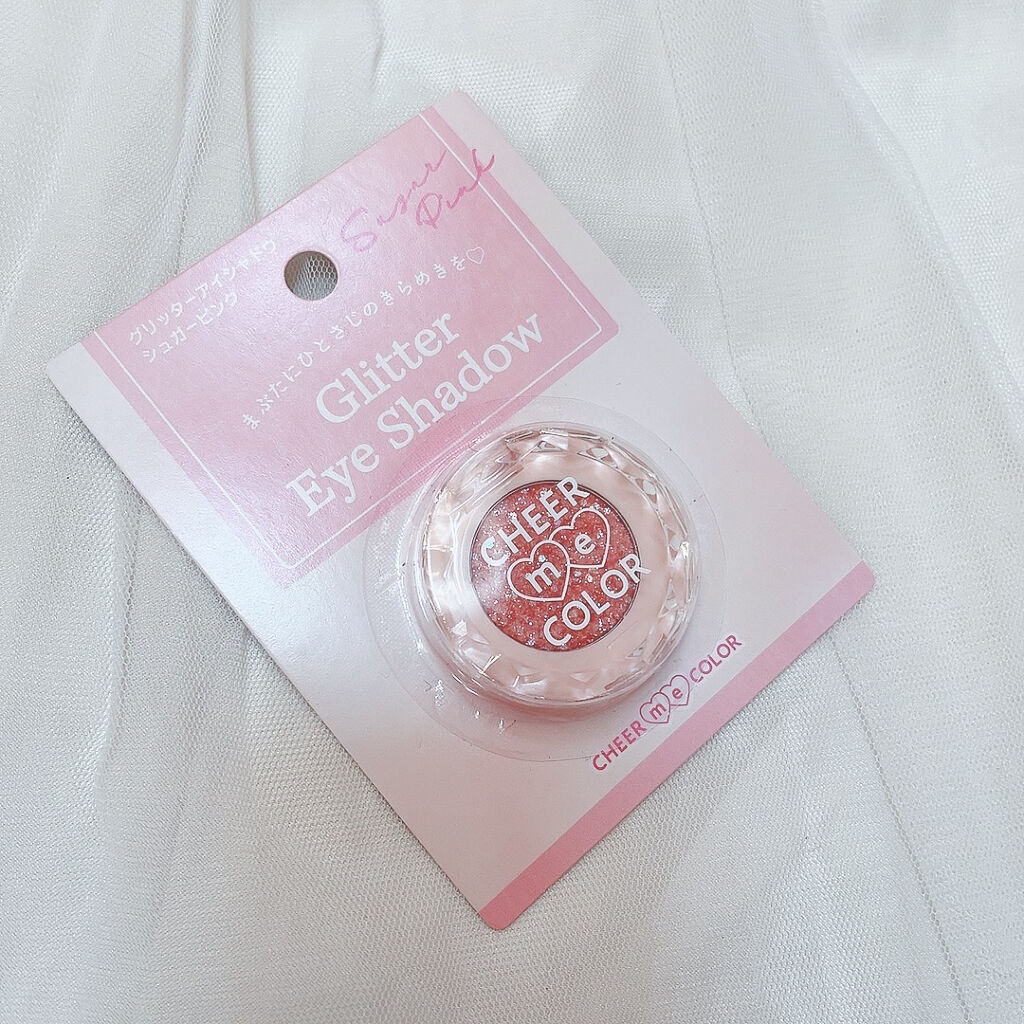 Sugar
Pink
グリッターアイシャドウ
シュガーピンク
まぶたにひとさじのきらめきを♡
Glitter
Eye Shadow
CHEER
me
COLOR
CHEER me COLOR